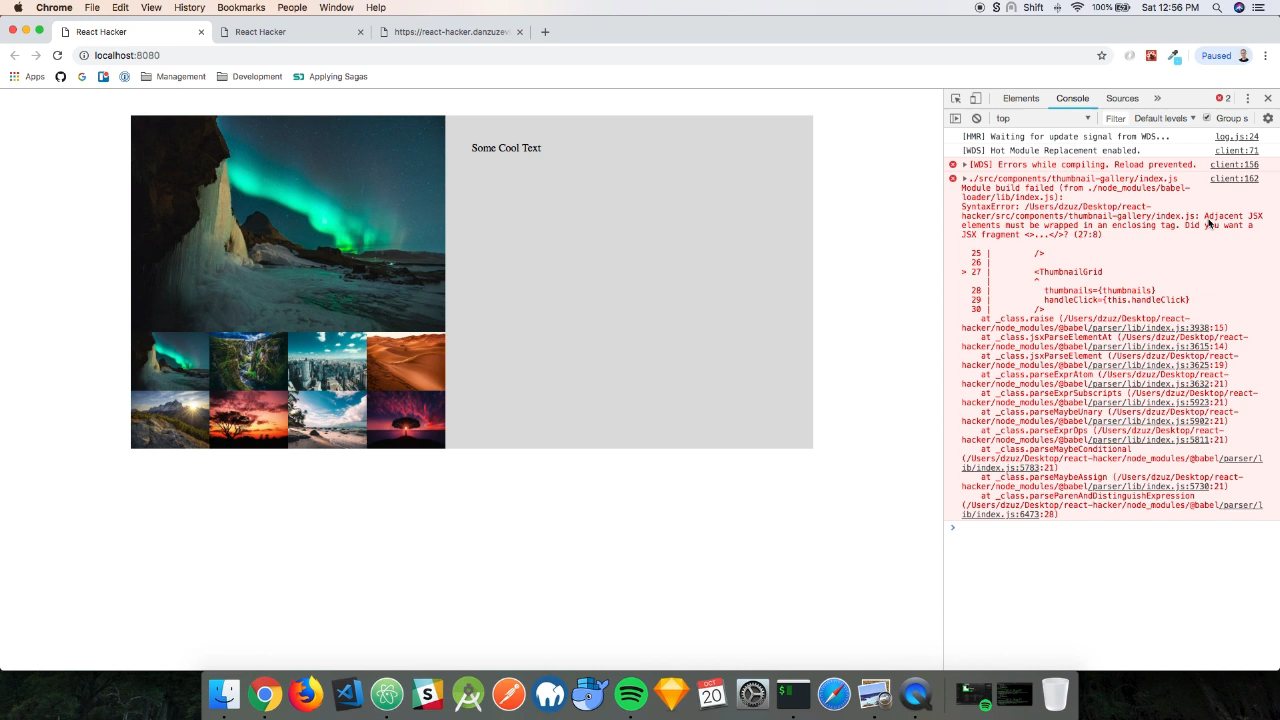 Chrome File Edit View History Bookmarks People Window Help
Shift 100% Sat 12:56 PM
React Hacker
React Hacker
https://react-hacker.danzuzevi
localhost:8080
Paused
Apps
Management
Development
Applying Sagas
Some Cool Text
Elements Console Sources » 2
top Filter Default levels Group s
[HMR] Waiting for update signal from WDS... log.js:24
[WDS] Hot Module Replacement enabled. client:71
[WDS] Errors while compiling. Reload prevented. client:156
./src/components/thumbnail-gallery/index.js client:162
Module build failed (from ./node_modules/babel-
loader/lib/index.js):
SyntaxError: /Users/dzuz/Desktop/react-
hacker/src/components/thumbnail-gallery/index.js: Adjacent JSX
elements must be wrapped in an enclosing tag. Did you want a
JSX fragment <>...</>? (27:8)
25 | />
26 |
> 27 | <ThumbnailGrid
| ^
28 | thumbnails={thumbnails}
29 | handleClick={this.handleClick}
30 | />
at _class.raise (/Users/dzuz/Desktop/react-
hacker/node_modules/@babel/parser/lib/index.js:3938:15)
at _class.jsxParseElementAt (/Users/dzuz/Desktop/react-
hacker/node_modules/@babel/parser/lib/index.js:3615:14)
at _class.jsxParseElement (/Users/dzuz/Desktop/react-
hacker/node_modules/@babel/parser/lib/index.js:3625:19)
at _class.parseExprAtom (/Users/dzuz/Desktop/react-
hacker/node_modules/@babel/parser/lib/index.js:3632:21)
at _class.parseExprSubscripts (/Users/dzuz/Desktop/react-
hacker/node_modules/@babel/parser/lib/index.js:5923:21)
at _class.parseMaybeUnary (/Users/dzuz/Desktop/react-
hacker/node_modules/@babel/parser/lib/index.js:5902:21)
at _class.parseExprOps (/Users/dzuz/Desktop/react-
hacker/node_modules/@babel/parser/lib/index.js:5811:21)
at _class.parseMaybeConditional
(/Users/dzuz/Desktop/react-hacker/node_modules/@babel/parser/l
ib/index.js:5783:21)
at _class.parseMaybeAssign (/Users/dzuz/Desktop/react-
hacker/node_modules/@babel/parser/lib/index.js:5730:21)
at _class.parseParenAndDistinguishExpression
(/Users/dzuz/Desktop/react-hacker/node_modules/@babel/parser/l
ib/index.js:6473:28)
OCT
20